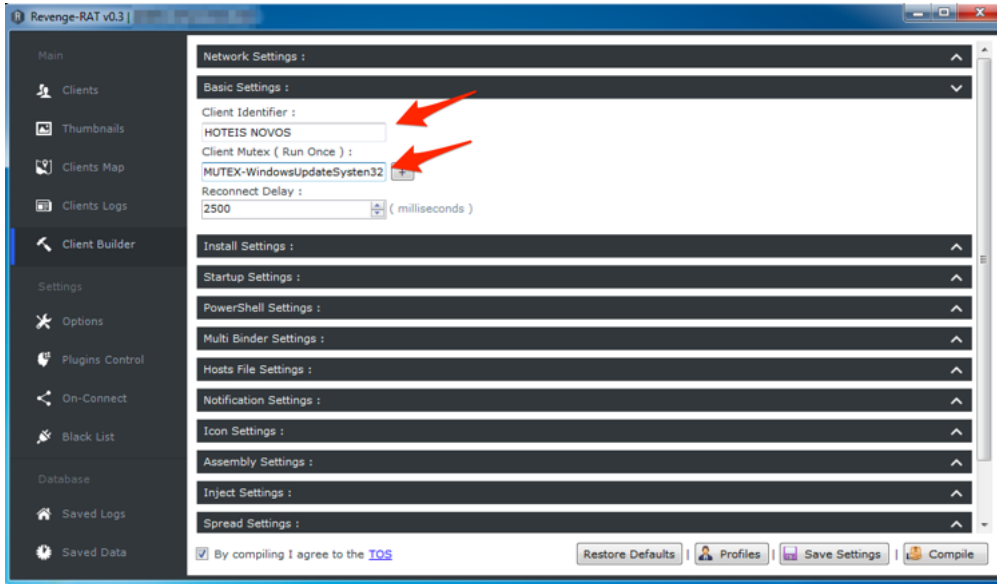 Revenge-RAT v0.3 |
Main
Clients
Thumbnails
Clients Map
Clients Logs
Client Builder
Settings
Options
Plugins Control
On-Connect
Black List
Database
Saved Logs
Saved Data
Network Settings :
Basic Settings :
Client Identifier :
HOTEIS NOVOS
Client Mutex ( Run Once ) :
MUTEX-WindowsUpdateSysten32
+
Reconnect Delay :
2500 ( milliseconds )
Install Settings :
Startup Settings :
PowerShell Settings :
Multi Binder Settings :
Hosts File Settings :
Notification Settings :
Icon Settings :
Assembly Settings :
Inject Settings :
Spread Settings :
By compiling I agree to the TOS
Restore Defaults | Profiles | Save Settings | Compile